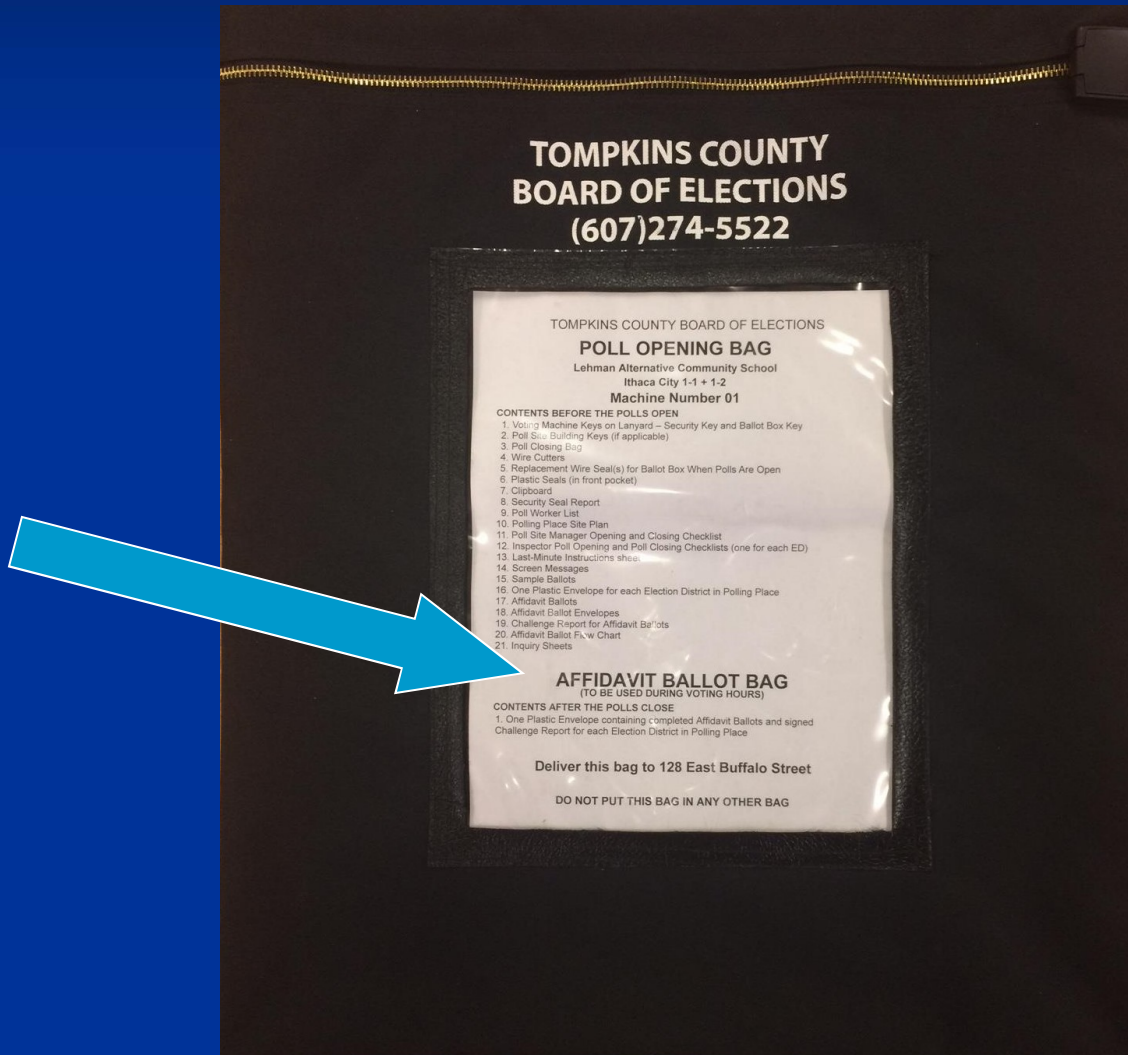 TOMPKINS COUNTY
BOARD OF ELECTIONS
(607)274-5522
TOMPKINS COUNTY BOARD OF ELECTIONS
POLL OPENING BAG
Lehman Alternative Community School
Ithaca City 1-1 + 1-2
Machine Number 01
CONTENTS BEFORE THE POLLS OPEN
1. Voting Machine Keys on Lanyard – Security Key and Ballot Box Key
2. Poll Site Building Keys (if applicable)
3. Poll Closing Bag
4. Wire Cutters
5. Replacement Wire Seal(s) for Ballot Box When Polls Are Open
6. Plastic Seals (in front pocket)
7. Clipboard
8. Security Seal Report
9. Poll Worker List
10. Polling Place Site Plan
11. Poll Site Manager Opening and Closing Checklist
12. Inspector Poll Opening and Poll Closing Checklists (one for each ED)
13. Last-Minute Instructions sheet
14. Screen Messages
15. Sample Ballots
16. One Plastic Envelope for each Election District in Polling Place
17. Affidavit Ballots
18. Affidavit Ballot Envelopes
19. Challenge Report for Affidavit Ballots
20. Affidavit Ballot Flow Chart
21. Inquiry Sheets
AFFIDAVIT BALLOT BAG
(TO BE USED DURING VOTING HOURS)
CONTENTS AFTER THE POLLS CLOSE
1. One Plastic Envelope containing completed Affidavit Ballots and signed
Challenge Report for each Election District in Polling Place
Deliver this bag to 128 East Buffalo Street
DO NOT PUT THIS BAG IN ANY OTHER BAG